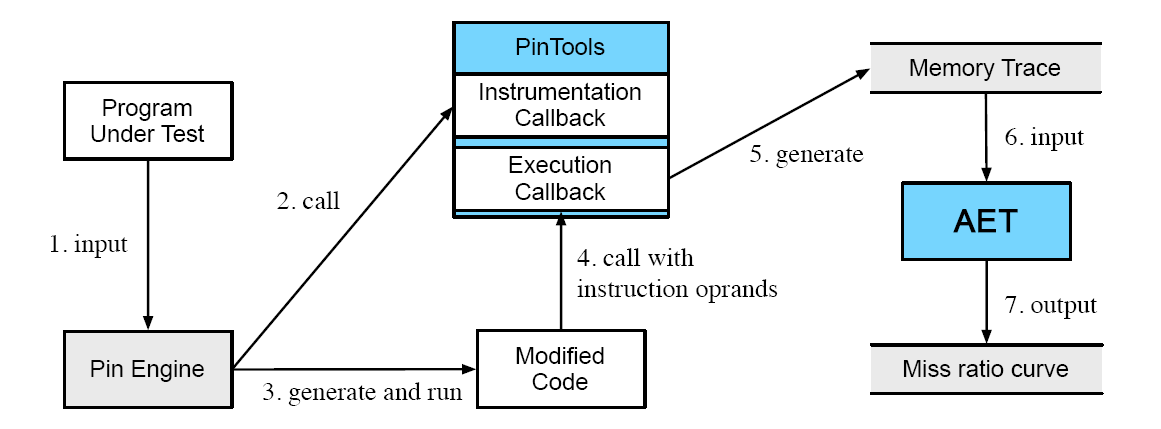 PinTools
Instrumentation
Callback
Execution
Callback
Program
Under Test
1. input
Pin Engine
2. call
3. generate and run
Modified
Code
4. call with
instruction oprands
5. generate
Memory Trace
6. input
AET
7. output
Miss ratio curve